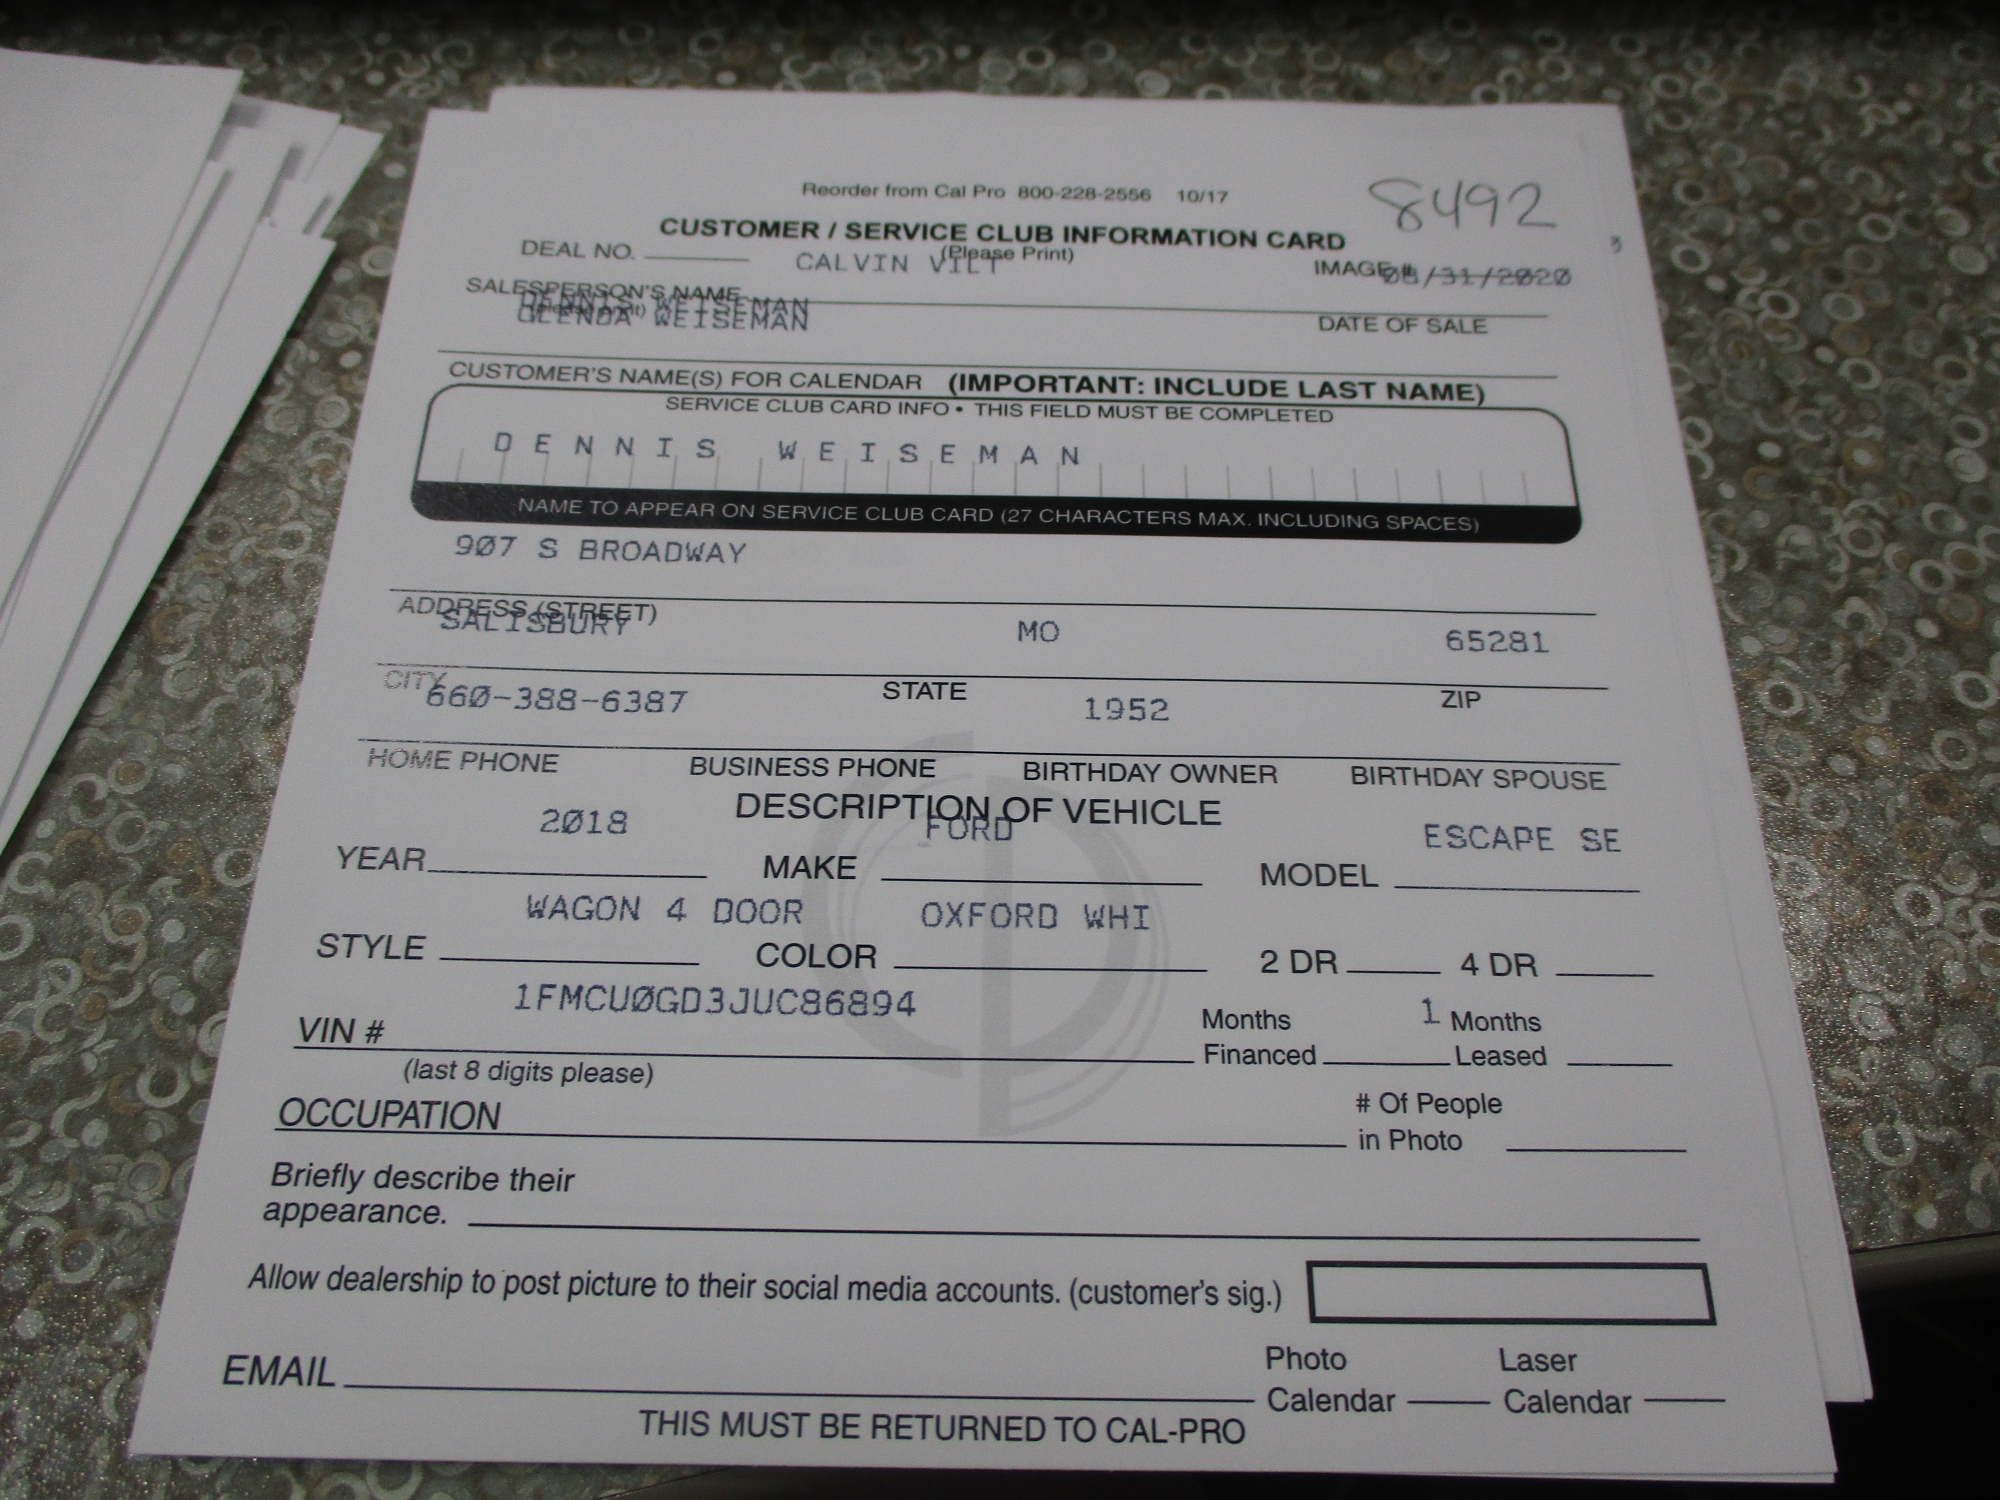 Reorder from Cal Pro 800-228-2556 10/17
8492
CUSTOMER / SERVICE CLUB INFORMATION CARD
(Please Print)
DEAL NO.
CALVIN VILT
IMAGE # 08/31/2020
SALESPERSON'S NAME
(Please Print)
DENNIS WEISEMAN
GLENDA WEISEMAN
DATE OF SALE
CUSTOMER'S NAME(S) FOR CALENDAR (IMPORTANT: INCLUDE LAST NAME)
SERVICE CLUB CARD INFO • THIS FIELD MUST BE COMPLETED
DENNIS WEISEMAN
NAME TO APPEAR ON SERVICE CLUB CARD (27 CHARACTERS MAX. INCLUDING SPACES)
907 S BROADWAY
ADDRESS (STREET)
SALISBURY MO 65281
CITY STATE ZIP
660-388-6387 1952
HOME PHONE BUSINESS PHONE BIRTHDAY OWNER BIRTHDAY SPOUSE
DESCRIPTION OF VEHICLE
2018 FORD ESCAPE SE
YEAR MAKE MODEL
WAGON 4 DOOR OXFORD WHI
STYLE COLOR 2 DR 4 DR
1FMCU0GD3JUC86894 1
VIN # Months Financed Months Leased
(last 8 digits please)
OCCUPATION # Of People in Photo
Briefly describe their
appearance.
Allow dealership to post picture to their social media accounts. (customer's sig.)
EMAIL Photo Calendar Laser Calendar
THIS MUST BE RETURNED TO CAL-PRO